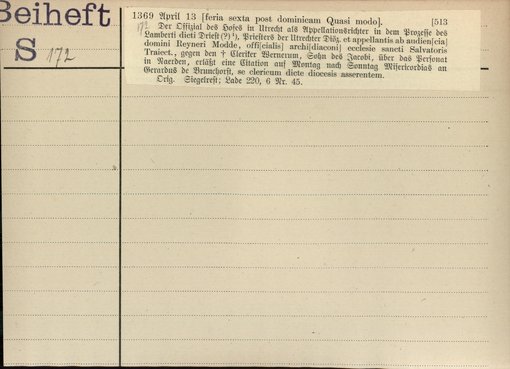 Beiheft
S 172
1369 April 13 [feria sexta post dominicam Quasi modo]. [513
172 Der Offizial des Hofes in Utrecht als Appellationsrichter in dem Prozesse des
Lamberti dicti Driest (?) ¹), Priesters der Utrechter Diöz. et appellantis ab audien[cia]
domini Reyneri Modde, offi[cialis] archi[diaconi] ecclesie sancti Salvatoris
Traiect., gegen den † Cleriker Wernerum, Sohn des Jacobi, über das Personat
in Naerden, erläßt eine Citation auf Montag nach Sonntag Misericordias an
Gerardus de Brunchorst, se clericum dicte diocesis asserentem.
Orig. Siegelrest; Lade 220, 6 Nr. 45.